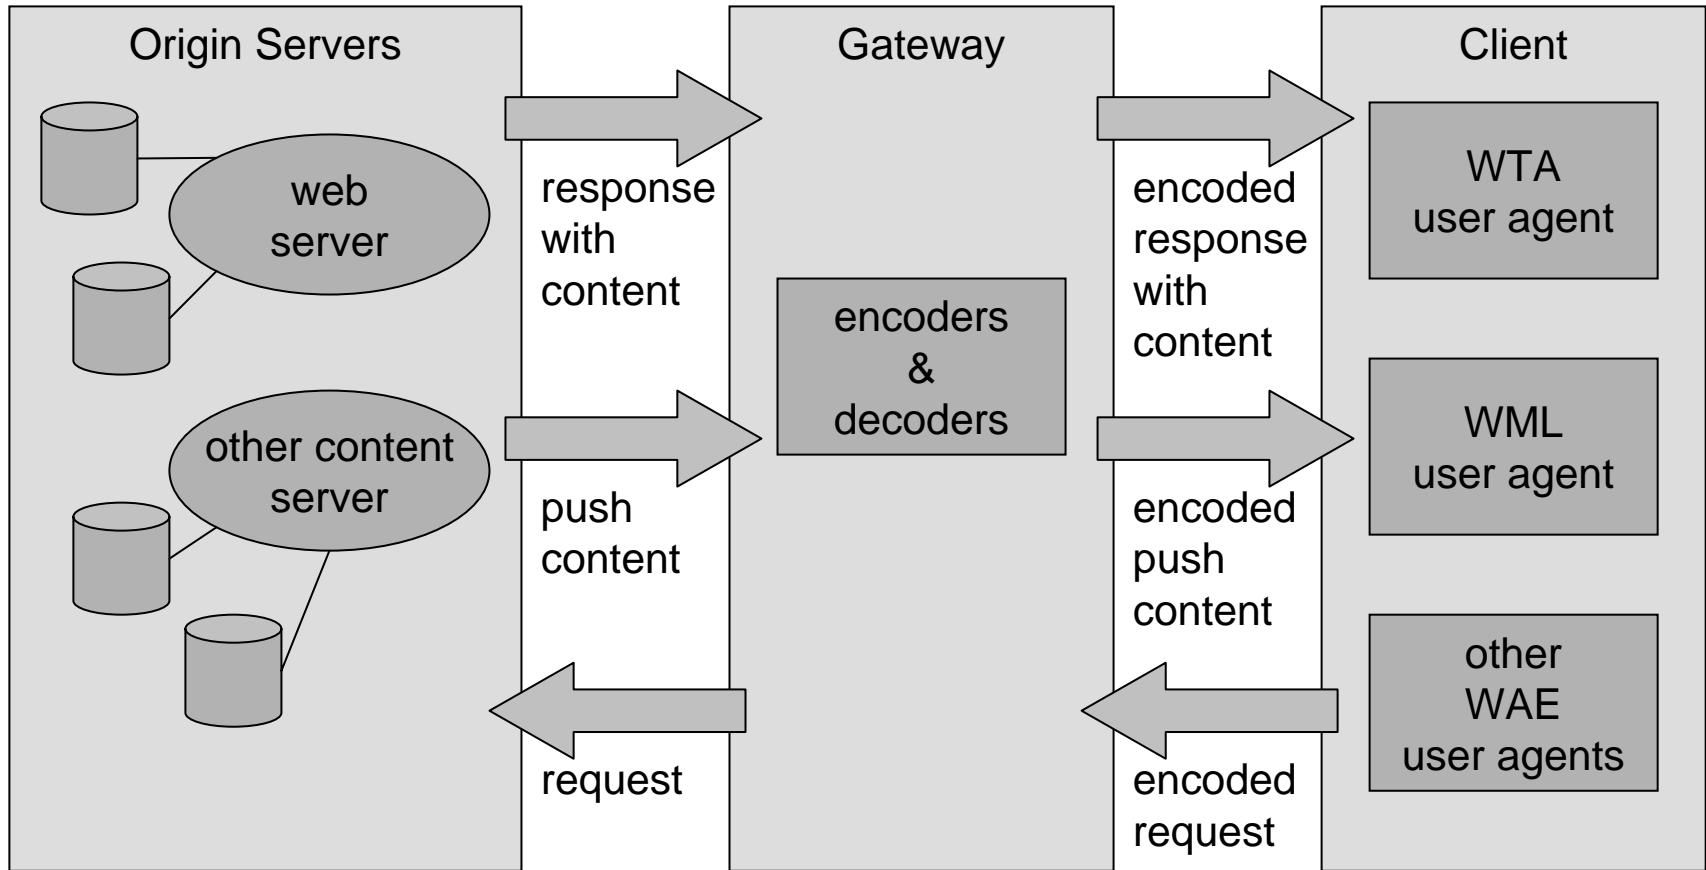 Origin Servers
web
server
other content
server
response
with
content
push
content
request
Gateway
encoders
&
decoders
encoded
response
with
content
encoded
push
content
encoded
request
Client
WTA
user agent
WML
user agent
other
WAE
user agents